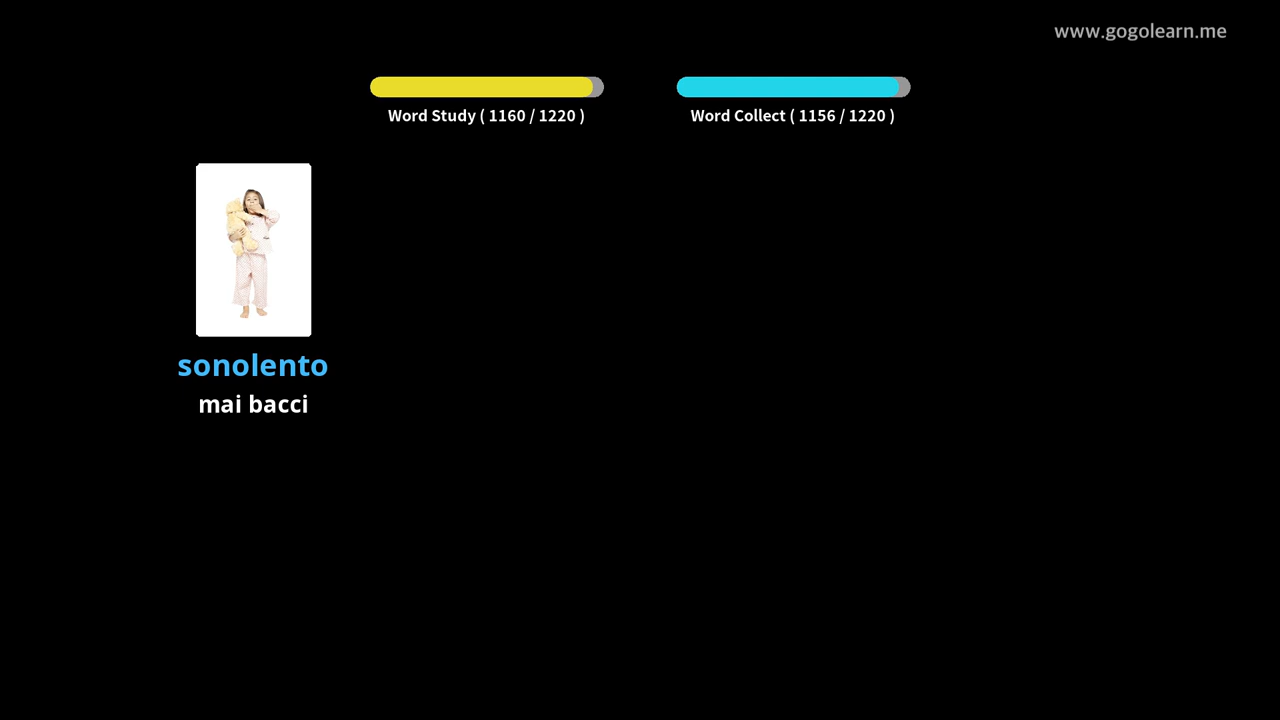 www.gogolearn.me
Word Study ( 1160 / 1220 )
Word Collect ( 1156 / 1220 )
sonolento
mai bacci